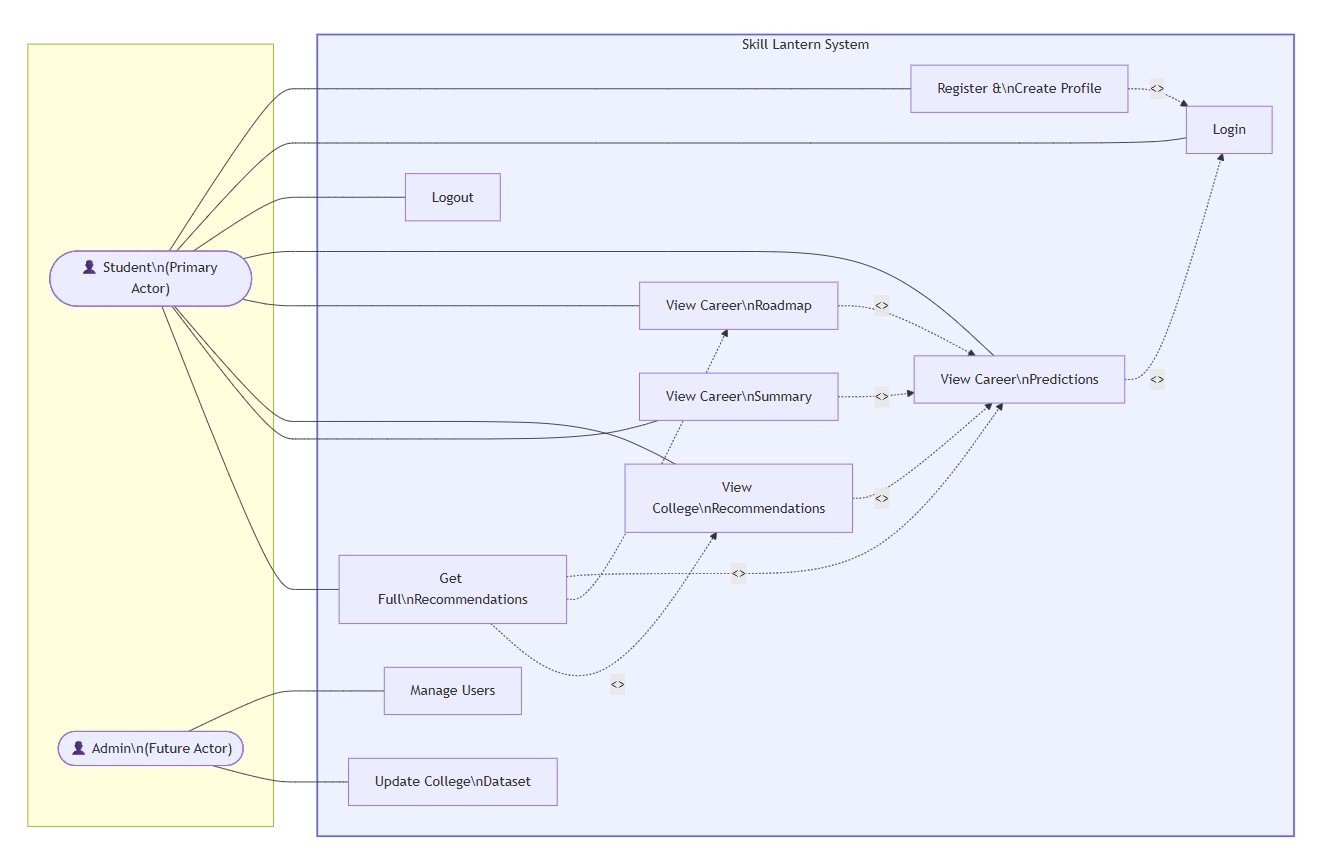 Skill Lantern System
Register &\nCreate Profile
<>
Login
Logout
👤 Student\n(Primary
Actor)
View Career\nRoadmap
<>
View Career\nPredictions
<>
View Career\nSummary
<>
View
College\nRecommendations
<>
Get
Full\nRecommendations
<>
<>
Manage Users
👤 Admin\n(Future Actor)
Update College\nDataset